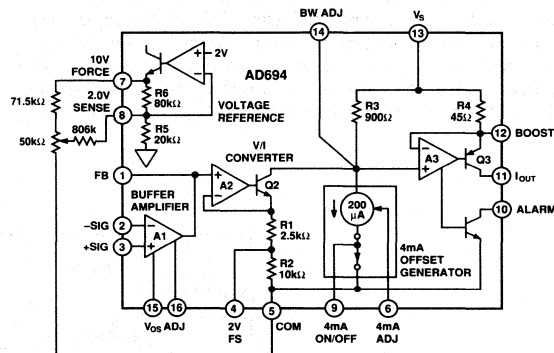 BW ADJ
VS
14
13
10V
FORCE
7
2.0V
SENSE
8
2V
AD694
R6
80kΩ
VOLTAGE
REFERENCE
R5
20kΩ
71.5kΩ
806k
50kΩ
R3
900Ω
R4
45Ω
12
BOOST
A3
Q3
11
IOUT
10
ALARM
V/I
CONVERTER
FB
1
A2
Q2
BUFFER
AMPLIFIER
–SIG
2
A1
+SIG
3
R1
2.5kΩ
R2
10kΩ
200
µA
4mA
OFFSET
GENERATOR
15
16
4
5
9
6
VOS ADJ
2V
FS
COM
4mA
ON/OFF
4mA
ADJ